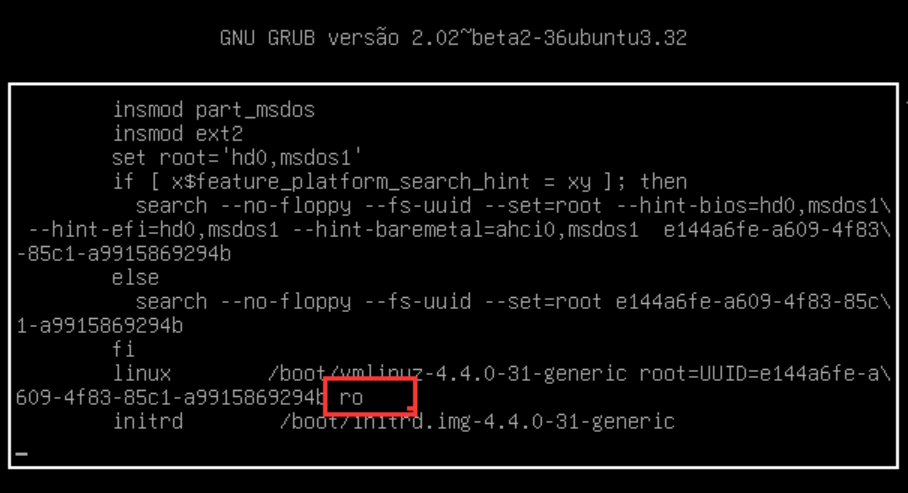 GNU GRUB versão 2.02~beta2-36ubuntu3.32
insmod part_msdos
insmod ext2
set root='hd0,msdos1'
if [ x$feature_platform_search_hint = xy ]; then
search --no-floppy --fs-uuid --set=root --hint-bios=hd0,msdos1\
--hint-efi=hd0,msdos1 --hint-baremetal=ahci0,msdos1  e144a6fe-a609-4f83\
-85c1-a9915869294b
else
search --no-floppy --fs-uuid --set=root e144a6fe-a609-4f83-85c\
1-a9915869294b
fi
linux /boot/vmlinuz-4.4.0-31-generic root=UUID=e144a6fe-a\
609-4f83-85c1-a9915869294b ro
initrd /boot/initrd.img-4.4.0-31-generic